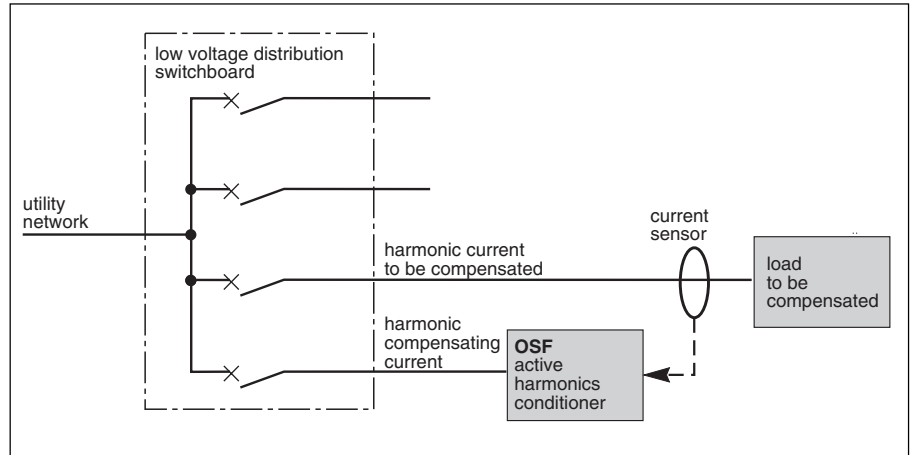 low voltage distribution
switchboard
utility
network
current
sensor
harmonic current
to be compensated
load
to be
compensated
harmonic
compensating
current
OSF
active
harmonics
conditioner